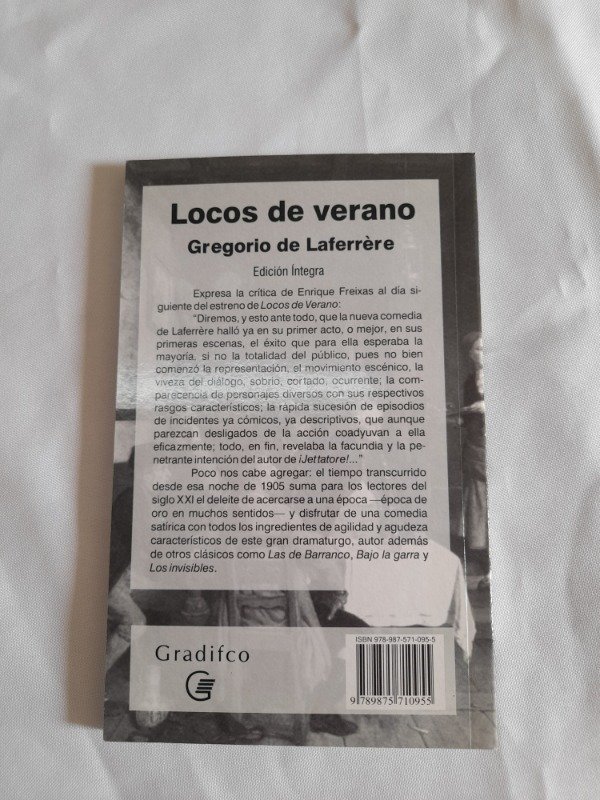 Locos de verano
Gregorio de Laferrère
Edición Íntegra
Expresa la crítica de Enrique Freixas al día si-
guiente del estreno de Locos de Verano:
"Diremos, y esto ante todo, que la nueva comedia
de Laferrère halló ya en su primer acto, o mejor, en sus
primeras escenas, el éxito que para ella esperaba la
mayoría, si no la totalidad del público, pues no bien
comenzó la representación, el movimiento escénico, la
viveza del diálogo, sobrio, cortado, ocurrente; la com-
parecencia de personajes diversos con sus respectivos
rasgos característicos; la rápida sucesión de episodios
de incidentes ya cómicos, ya descriptivos, que aunque
parezcan desligados de la acción coadyuvan a ella
eficazmente; todo, en fin, revelaba la facundia y la pe-
netrante intención del autor de ¡Jettatore!..."
Poco nos cabe agregar: el tiempo transcurrido
desde esa noche de 1905 suma para los lectores del
siglo XXI el deleite de acercarse a una época —época de
oro en muchos sentidos— y disfrutar de una comedia
satírica con todos los ingredientes de agilidad y agudeza
característicos de este gran dramaturgo, autor además
de otros clásicos como Las de Barranco, Bajo la garra y
Los invisibles.
Gradifco
G
ISBN 978-987-571-095-5
9 789875 710955